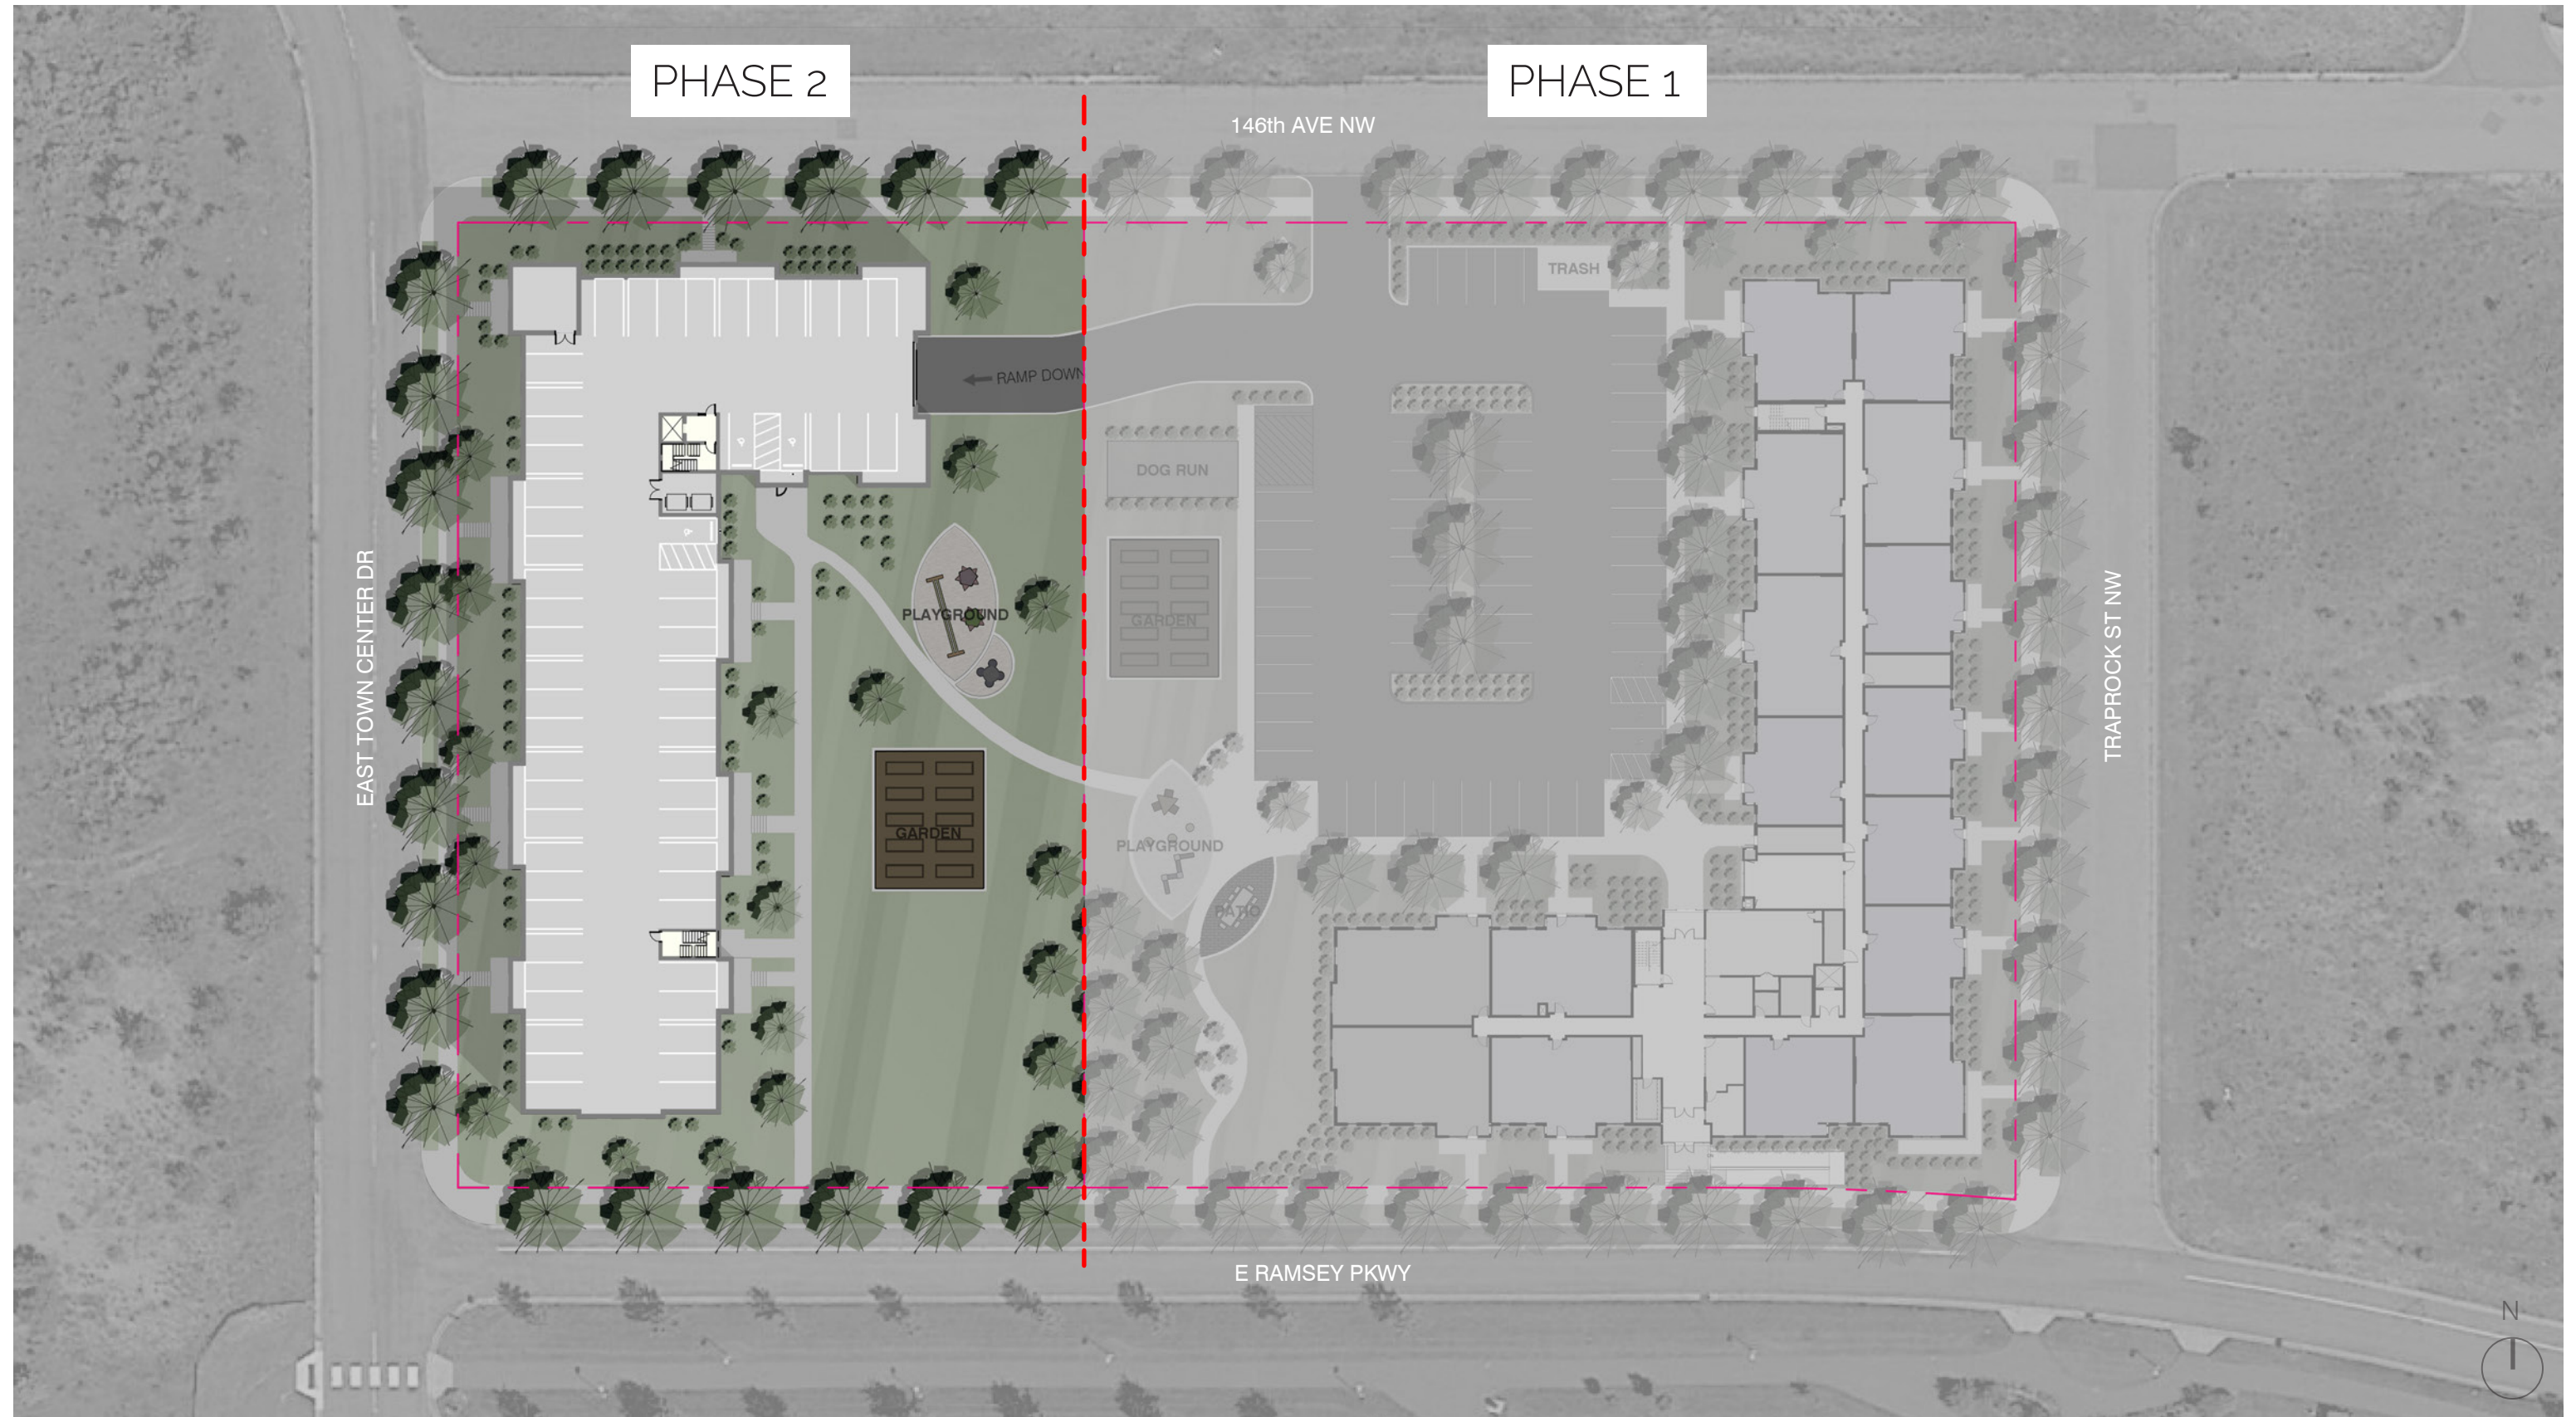 PHASE 2
PHASE 1
146th AVE NW
TRASH
RAMP DOWN
DOG RUN
PLAYGROUND
GARDEN
EAST TOWN CENTER DR
TRAPROCK ST NW
GARDEN
PLAYGROUND
PATIO
E RAMSEY PKWY
N